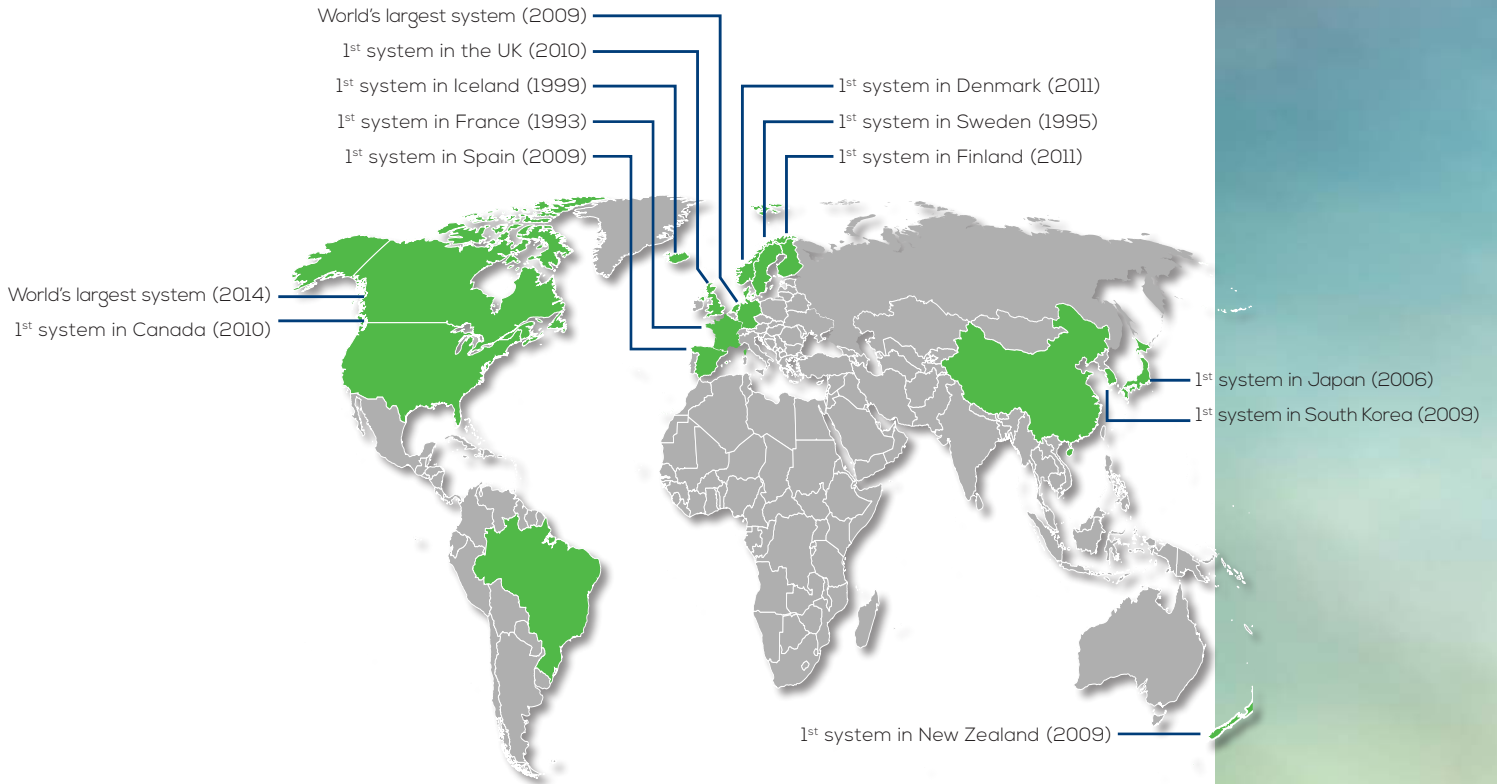 World's largest system (2009)
1st system in the UK (2010)
1st system in Iceland (1999)
1st system in France (1993)
1st system in Spain (2009)
1st system in Denmark (2011)
1st system in Sweden (1995)
1st system in Finland (2011)
World's largest system (2014)
1st system in Canada (2010)
1st system in Japan (2006)
1st system in South Korea (2009)
1st system in New Zealand (2009)